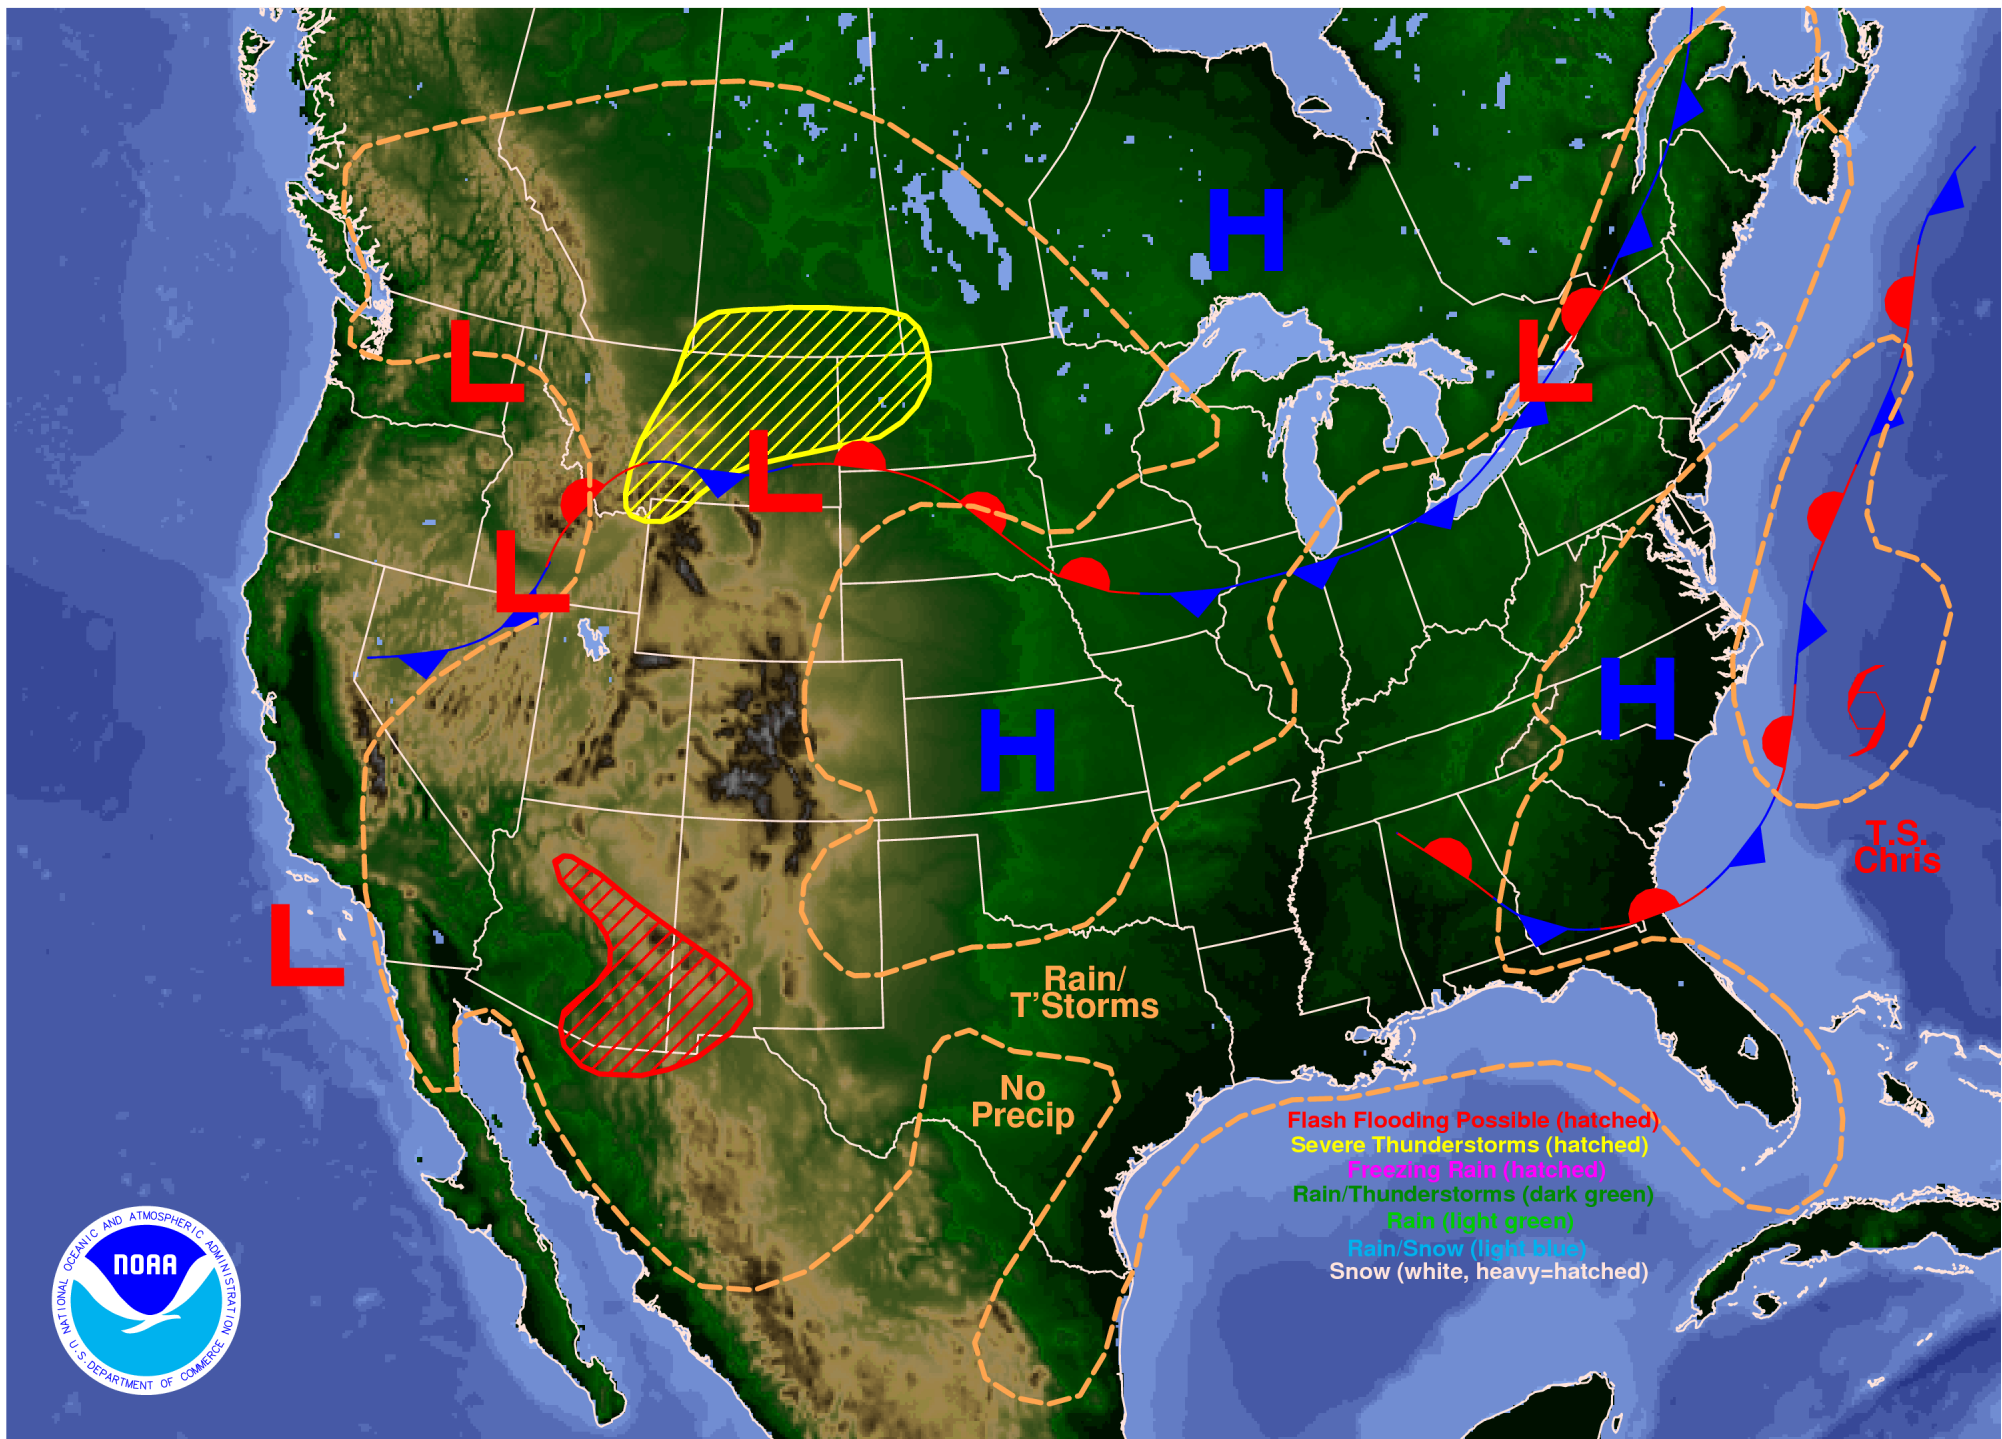 H
L
L
L
L
H
H
L
L
T.S.
Chris
Rain/
T'Storms
No
Precip
Flash Flooding Possible (hatched)
Severe Thunderstorms (hatched)
Freezing Rain (hatched)
Rain/Thunderstorms (dark green)
Rain (light green)
Rain/Snow (light blue)
Snow (white, heavy=hatched)
NATIONAL OCEANIC AND ATMOSPHERIC ADMINISTRATION
NOAA
U.S. DEPARTMENT OF COMMERCE